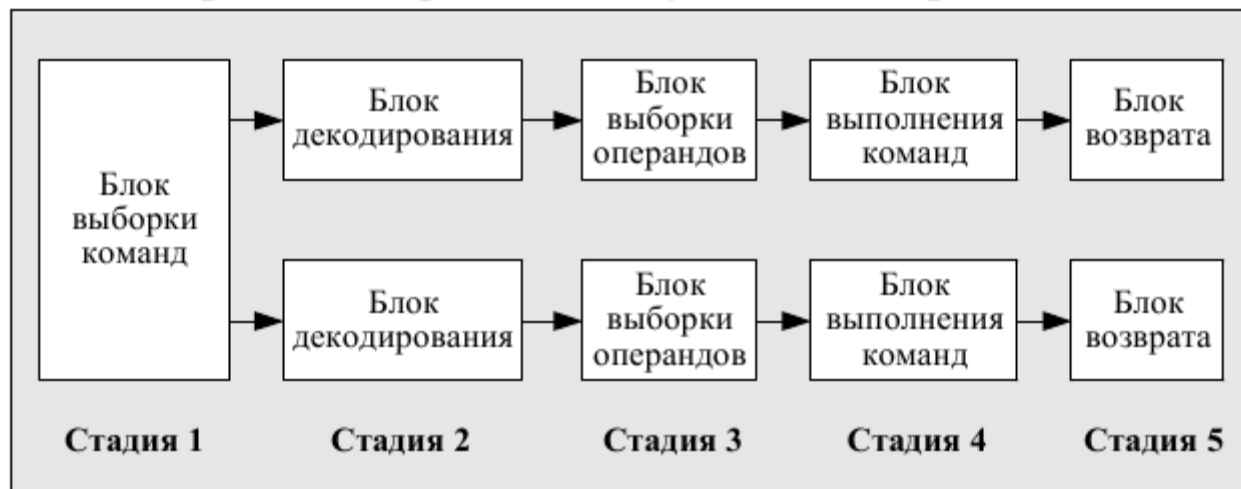 Блок
выборки
команд
Блок
декодирования
Блок
выборки
операндов
Блок
выполнения
команд
Блок
возврата
Блок
декодирования
Блок
выборки
операндов
Блок
выполнения
команд
Блок
возврата
Стадия 1
Стадия 2
Стадия 3
Стадия 4
Стадия 5